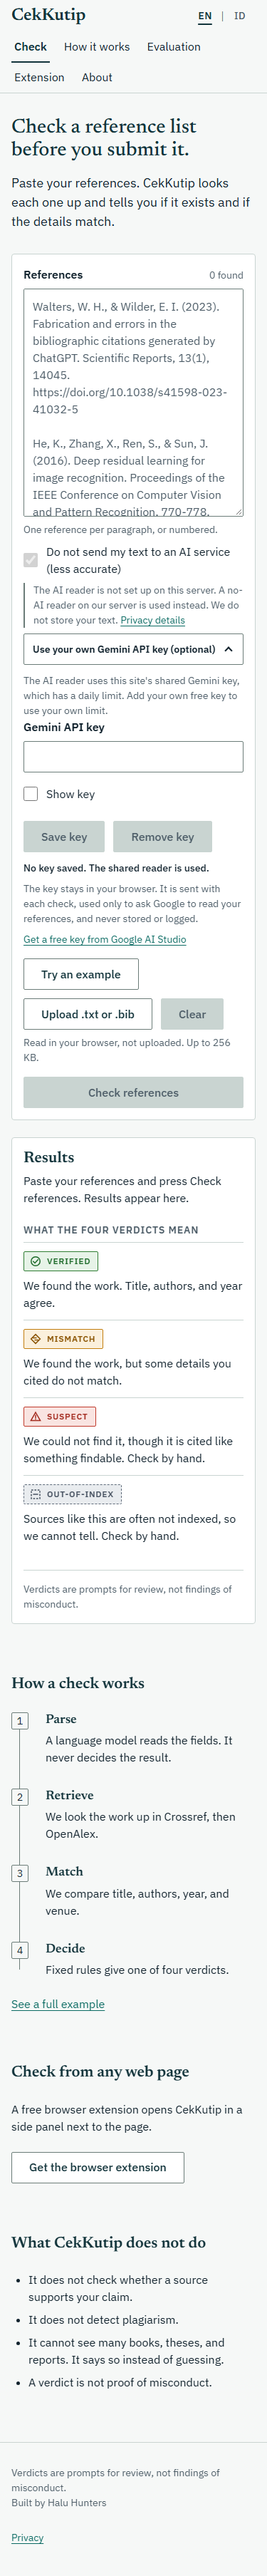 CekKutip
EN | ID
Check How it works Evaluation
Extension About
Check a reference list
before you submit it.
Paste your references. CekKutip looks
each one up and tells you if it exists and if
the details match.
References 0 found
Walters, W. H., & Wilder, E. I. (2023).
Fabrication and errors in the
bibliographic citations generated by
ChatGPT. Scientific Reports, 13(1),
14045.
https://doi.org/10.1038/s41598-023-
41032-5
He, K., Zhang, X., Ren, S., & Sun, J.
(2016). Deep residual learning for
image recognition. Proceedings of the
IEEE Conference on Computer Vision
and Pattern Recognition, 770-778.
One reference per paragraph, or numbered.
Do not send my text to an AI service
(less accurate)
The AI reader is not set up on this server. A no-
AI reader on our server is used instead. We do
not store your text. Privacy details
Use your own Gemini API key (optional)
The AI reader uses this site's shared Gemini key,
which has a daily limit. Add your own free key to
use your own limit.
Gemini API key
Show key
Save key Remove key
No key saved. The shared reader is used.
The key stays in your browser. It is sent with
each check, used only to ask Google to read your
references, and never stored or logged.
Get a free key from Google AI Studio
Try an example
Upload .txt or .bib Clear
Read in your browser, not uploaded. Up to 256
KB.
Check references
Results
Paste your references and press Check
references. Results appear here.
WHAT THE FOUR VERDICTS MEAN
VERIFIED
We found the work. Title, authors, and year
agree.
MISMATCH
We found the work, but some details you
cited do not match.
SUSPECT
We could not find it, though it is cited like
something findable. Check by hand.
OUT-OF-INDEX
Sources like this are often not indexed, so
we cannot tell. Check by hand.
Verdicts are prompts for review, not findings of
misconduct.
How a check works
1 Parse
A language model reads the fields. It
never decides the result.
2 Retrieve
We look the work up in Crossref, then
OpenAlex.
3 Match
We compare title, authors, year, and
venue.
4 Decide
Fixed rules give one of four verdicts.
See a full example
Check from any web page
A free browser extension opens CekKutip in a
side panel next to the page.
Get the browser extension
What CekKutip does not do
• It does not check whether a source
supports your claim.
• It does not detect plagiarism.
• It cannot see many books, theses, and
reports. It says so instead of guessing.
• A verdict is not proof of misconduct.
Verdicts are prompts for review, not findings of
misconduct.
Built by Halu Hunters
Privacy